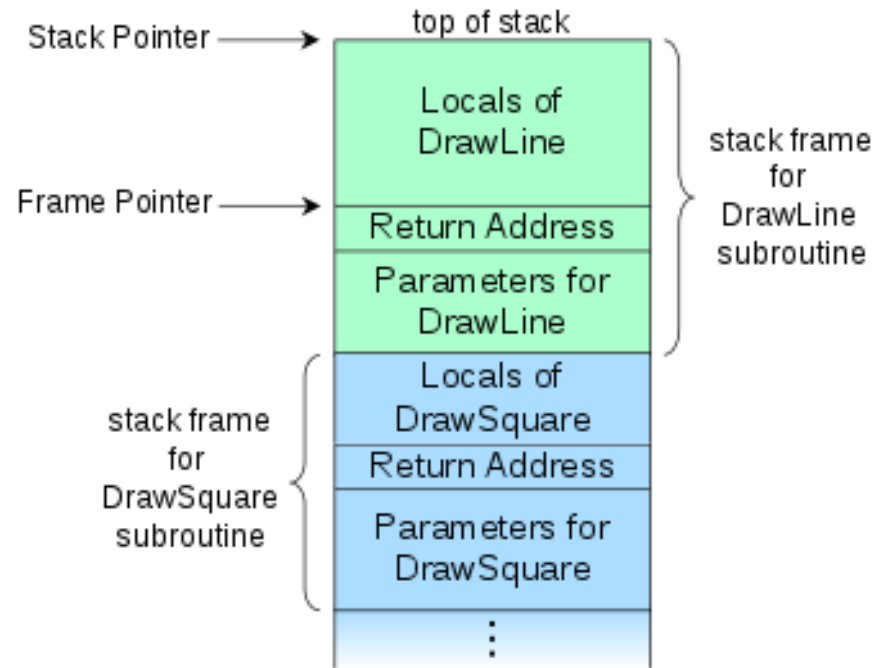 top of stack
Stack Pointer
Locals of
DrawLine
stack frame
for
DrawLine
subroutine
Frame Pointer
Return Address
Parameters for
DrawLine
Locals of
DrawSquare
stack frame
for
DrawSquare
subroutine
Return Address
Parameters for
DrawSquare
⋮